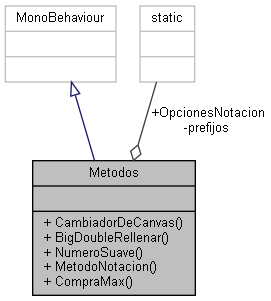 MonoBehaviour
static
+OpcionesNotacion
-prefijos
Metodos
+ CambiadorDeCanvas()
+ BigDoubleRellenar()
+ NumeroSuave()
+ MetodoNotacion()
+ CompraMax()